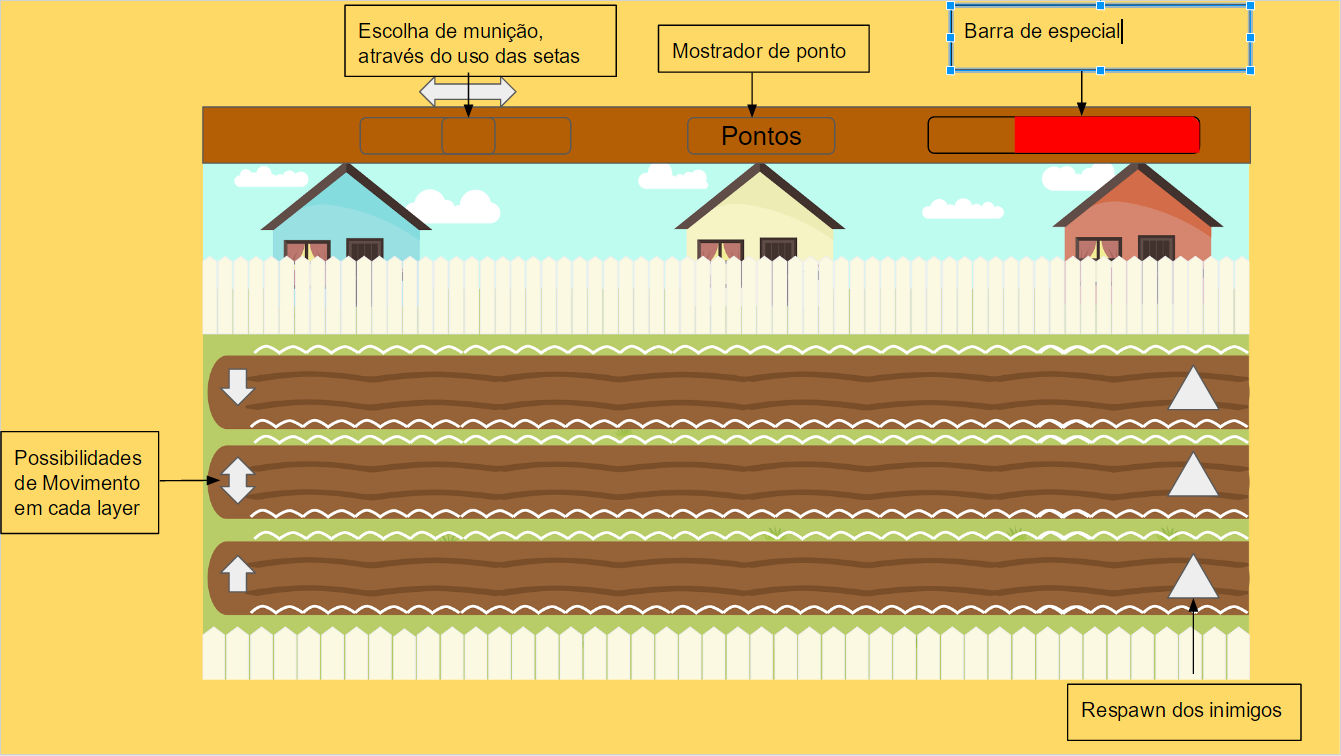 Escolha de munição,
através do uso das setas
Mostrador de ponto
Barra de especial
Pontos
Possibilidades
de Movimento
em cada layer
Respawn dos inimigos